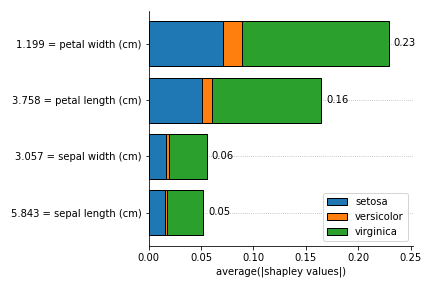 1.199 = petal width (cm)
0.23
3.758 = petal length (cm)
0.16
3.057 = sepal width (cm)
0.06
5.843 = sepal length (cm)
0.05
setosa
versicolor
virginica
0.00 0.05 0.10 0.15 0.20 0.25
average(|shapley values|)